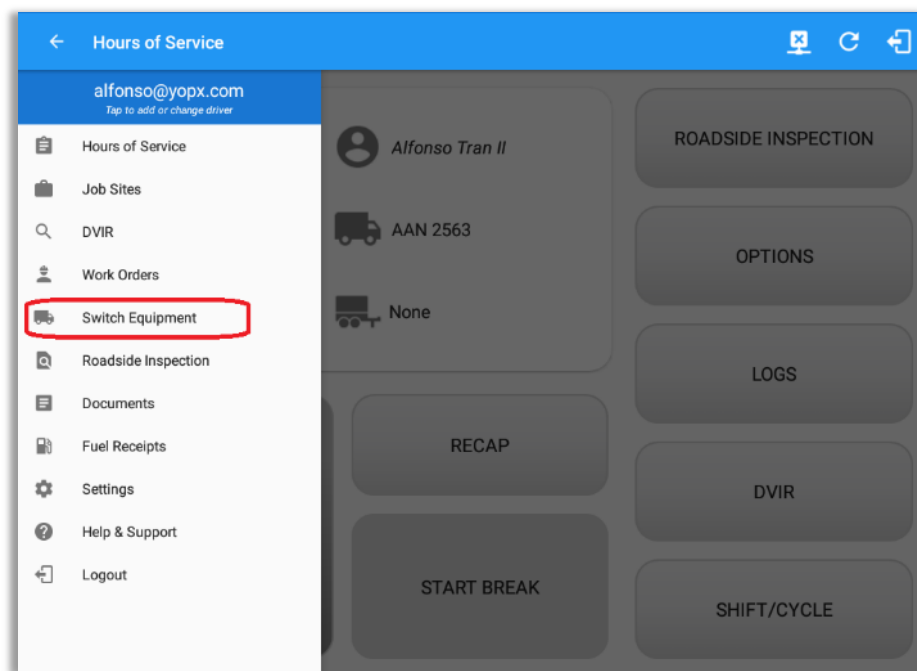 Hours of Service
alfonso@yopx.com
Tap to add or change driver
Hours of Service
Job Sites
DVIR
Work Orders
Switch Equipment
Roadside Inspection
Documents
Fuel Receipts
Settings
Help & Support
Logout
Alfonso Tran II
AAN 2563
None
RECAP
START BREAK
ROADSIDE INSPECTION
OPTIONS
LOGS
DVIR
SHIFT/CYCLE